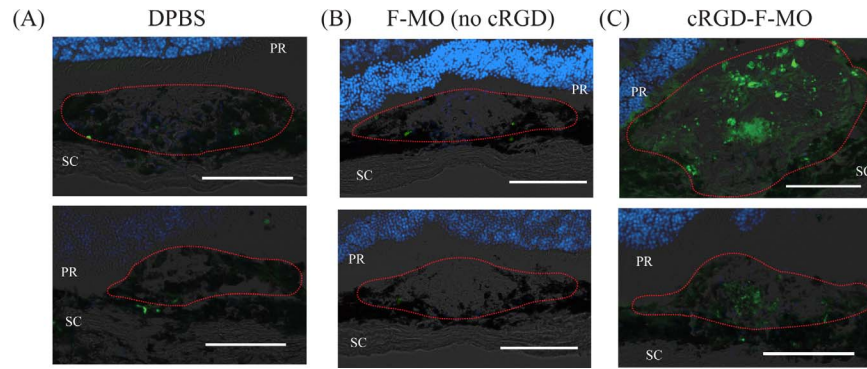 (A) DPBS (B) F-MO (no cRGD) (C) cRGD-F-MO
PR PR PR
SC SC SC
PR PR PR
SC SC SC